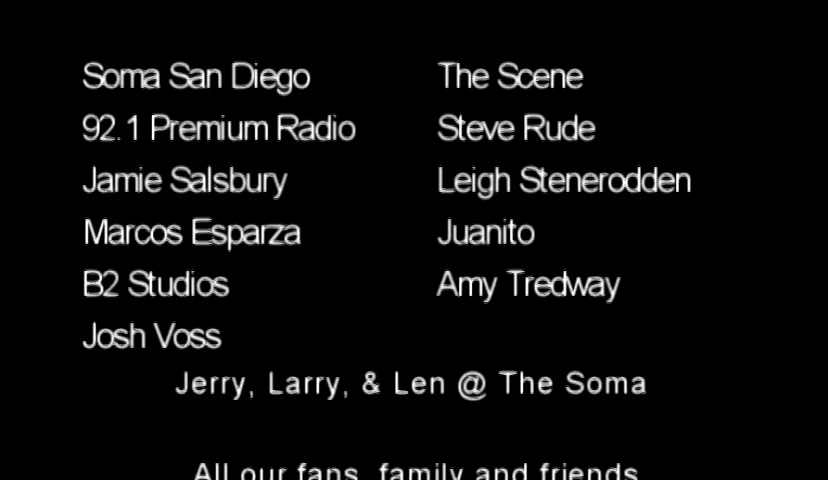 Soma San Diego
92.1 Premium Radio
Jamie Salsbury
Marcos Esparza
B2 Studios
Josh Voss
The Scene
Steve Rude
Leigh Stenerodden
Juanito
Amy Tredway
Jerry, Larry, & Len @ The Soma
All our fans, family and friends